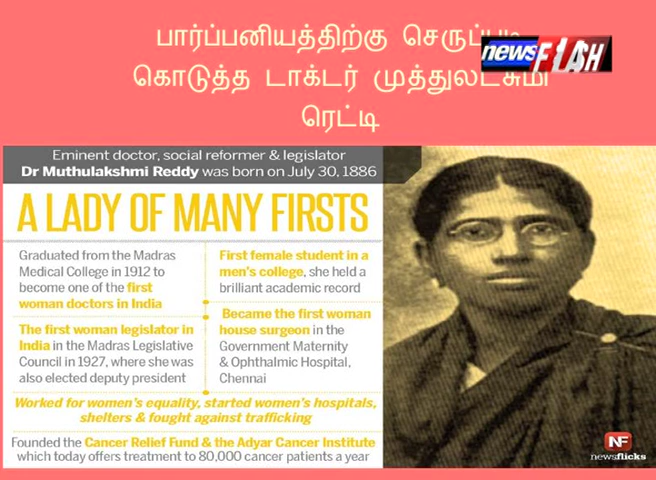 பார்ப்பனியத்திற்கு
கொடுத்த டாக்டர்
ரெட்டி
news FLASH
Eminent doctor, social reformer & legislator
Dr Muthulakshmi Reddy was born on July 30, 1886
A LADY OF MANY FIRSTS
Graduated from the Madras
Medical College in 1912 to
become one of the first
woman doctors in India
First female student in a
men's college, she held a
brilliant academic record
The first woman legislator in
India in the Madras Legislative
Council in 1927, where she was
also elected deputy president
Became the first woman
house surgeon in the
Government Maternity
& Ophthalmic Hospital,
Chennai
Worked for women's equality, started women's hospitals,
shelters & fought against trafficking
Founded the Cancer Relief Fund & the Adyar Cancer Institute
which today offers treatment to 80,000 cancer patients a year
NF
newsflicks